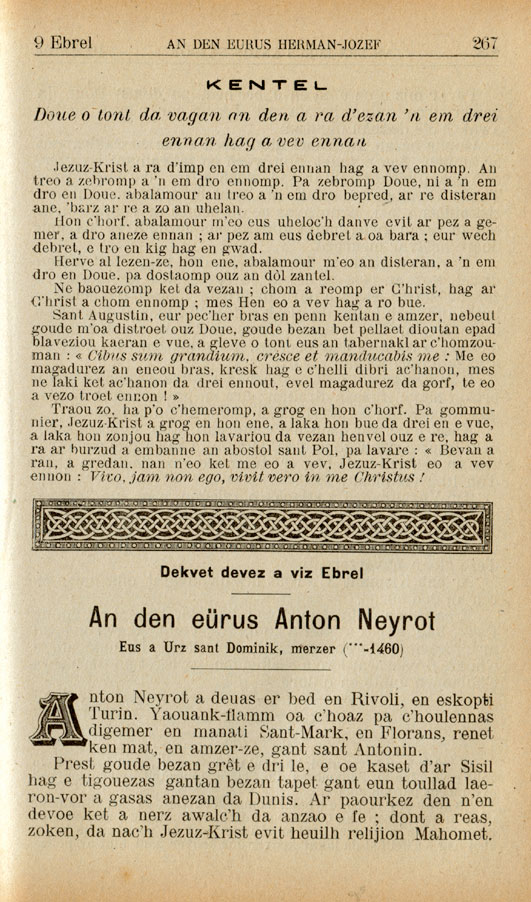 9 Ebrel AN DEN EURUS HERMAN-JOZEF 267
KENTEL
Doue o tont da vagan an den a ra d'ezan 'n em drei
ennan hag a vev ennan
Jezuz-Krist a ra d'imp en em drei ennan hag a vev ennomp. An
treo a zebromp a 'n em dro ennomp. Pa zebromp Doue, ni a 'n em
dro en Doue. abalamour an treo a 'n em dro bepred, ar re disteran
ane, 'barz ar re a zo an uhelan.
Hon c'horf. abalamour m'eo eus uheloc'h danve evit ar pez a ge-
mer, a dro aneze ennan ; ar pez am eus debret a oa bara ; eur wech
debret, e tro en kig hag en gwad.
Herve al lezen-ze, hon ene, abalamour m'eo an disteran, a 'n em
dro en Doue. pa dostaomp ouz an dôl zantel.
Ne baouezomp ket da vezan ; chom a reomp er C'hrist, hag ar
C'hrist a chom ennomp ; mes Hen eo a vev hag a ro bue.
Sant Augustin, eur pec'her bras en penn kentan e amzer, nebeut
goude m'oa distroet ouz Doue, goude bezan bet pellaet dioutan epad
blaveziou kaeran e vue, a gleve o tont eus an tabernakl ar c'homzou-
man : « Cibus sum grandium, cresce et manducabis me : Me eo
magadurez an eneou bras, kresk hag e c'helli dibri ac'hanon, mes
ne laki ket ac'hanon da drei ennout, evel magadurez da gorf, te eo
a vezo troet ennon ! »
Traou zo, ha p'o c'hemeromp, a grog en hon c'horf. Pa gommu-
nier, Jezuz-Krist a grog en hon ene, a laka hon bue da drei en e vue,
a laka hon zonjou hag hon lavariou da vezan henvel ouz e re, hag a
ra ar burzud a embanne an abostol sant Pol, pa lavare : « Bevan a
ran, a gredan. nan n'eo ket me eo a vev, Jezuz-Krist eo a vev
ennon : Vivo, jam non ego, vivit vero in me Christus !
Dekvet devez a viz Ebrel
An den eürus Anton Neyrot
Eus a Urz sant Dominik, merzer (***-1460)
Anton Neyrot a deuas er bed en Rivoli, en eskopti
Turin. Yaouank-flamm oa c'hoaz pa c'houlennas
digemer en manati Sant-Mark, en Florans, renet
ken mat, en amzer-ze, gant sant Antonin.
Prest goude bezan grêt e dri le, e oe kaset d'ar Sisil
hag e tigouezas gantan bezan tapet gant eun toullad lae-
ron-vor a gasas anezan da Dunis. Ar paourkez den n'en
devoe ket a nerz awalc'h da anzao e fe ; dont a reas,
zoken, da nac'h Jezuz-Krist evit heuilh relijion Mahomet.